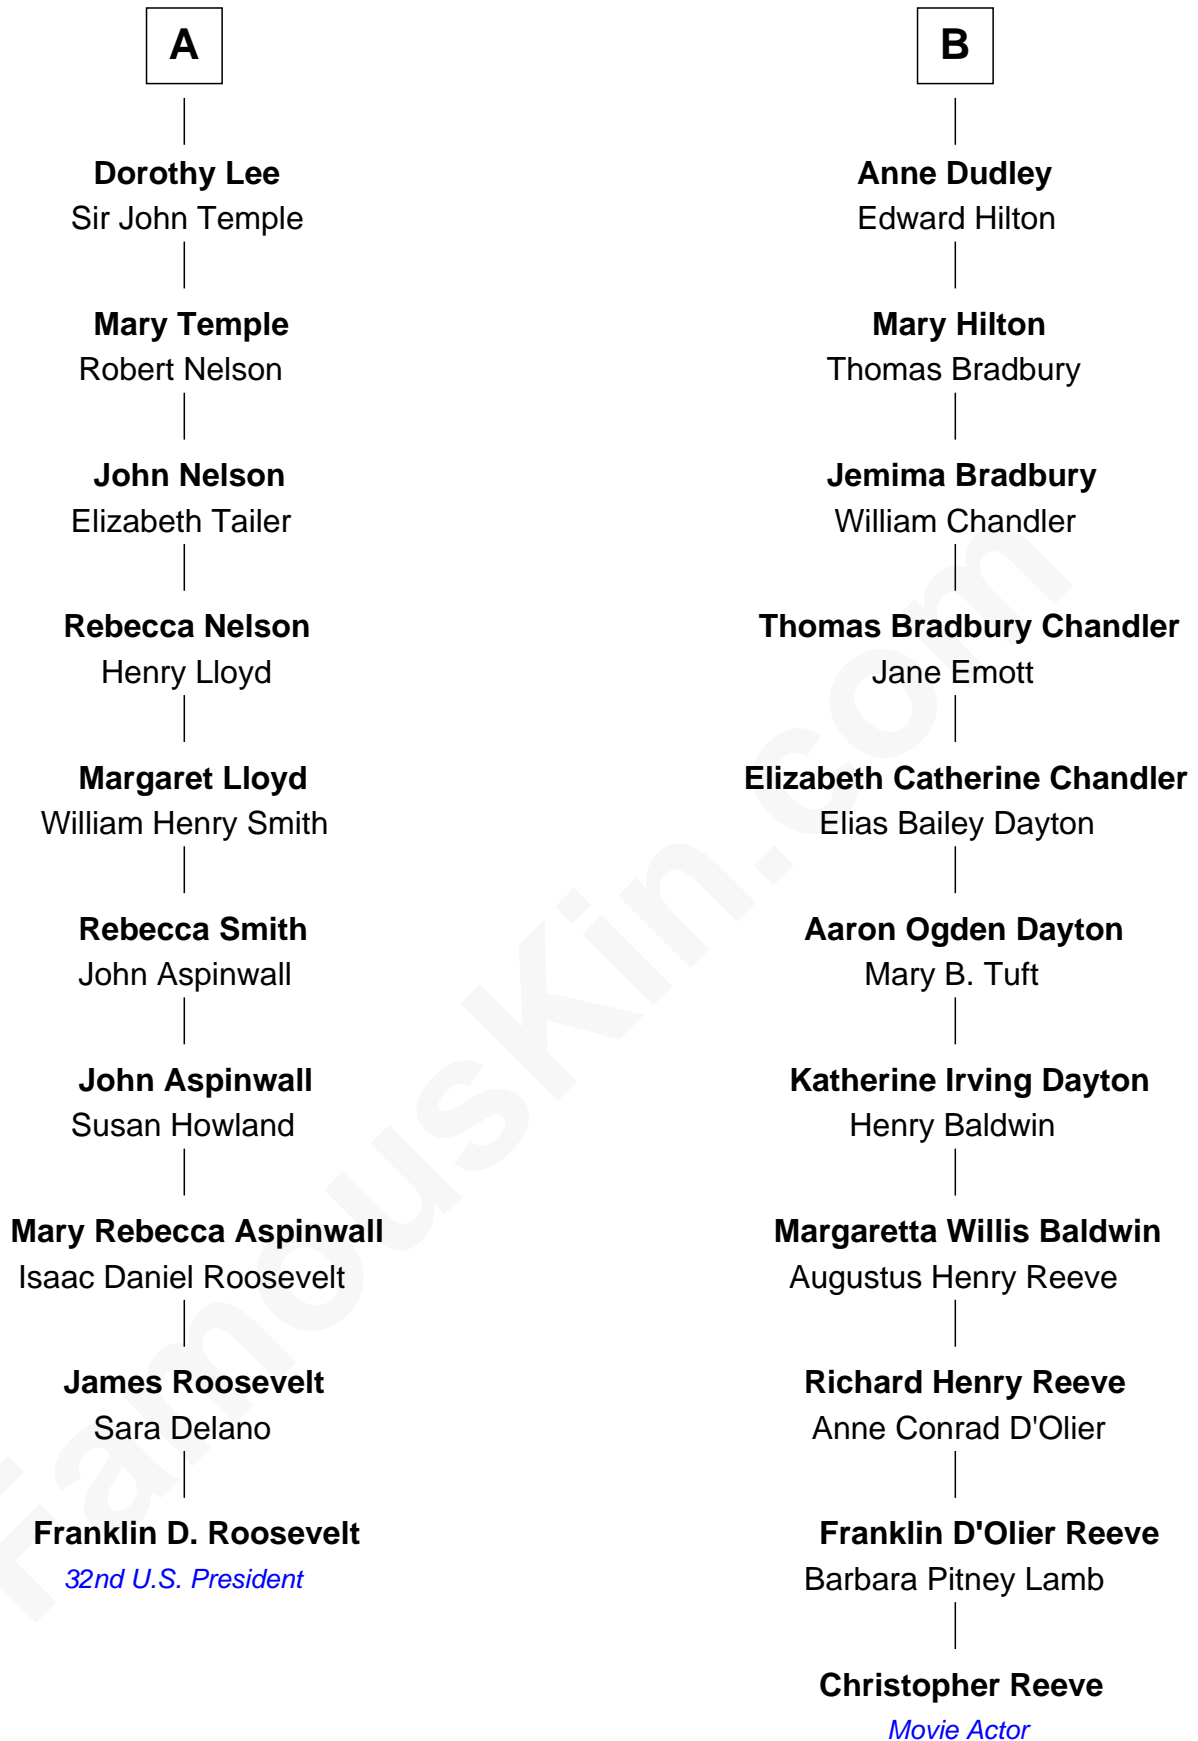 A
Dorothy Lee
Sir John Temple
Mary Temple
Robert Nelson
John Nelson
Elizabeth Tailer
Rebecca Nelson
Henry Lloyd
Margaret Lloyd
William Henry Smith
Rebecca Smith
John Aspinwall
John Aspinwall
Susan Howland
Mary Rebecca Aspinwall
Isaac Daniel Roosevelt
James Roosevelt
Sara Delano
Franklin D. Roosevelt
32nd U.S. President
B
Anne Dudley
Edward Hilton
Mary Hilton
Thomas Bradbury
Jemima Bradbury
William Chandler
Thomas Bradbury Chandler
Jane Emott
Elizabeth Catherine Chandler
Elias Bailey Dayton
Aaron Ogden Dayton
Mary B. Tuft
Katherine Irving Dayton
Henry Baldwin
Margaretta Willis Baldwin
Augustus Henry Reeve
Richard Henry Reeve
Anne Conrad D'Olier
Franklin D'Olier Reeve
Barbara Pitney Lamb
Christopher Reeve
Movie Actor
FamousKin.com